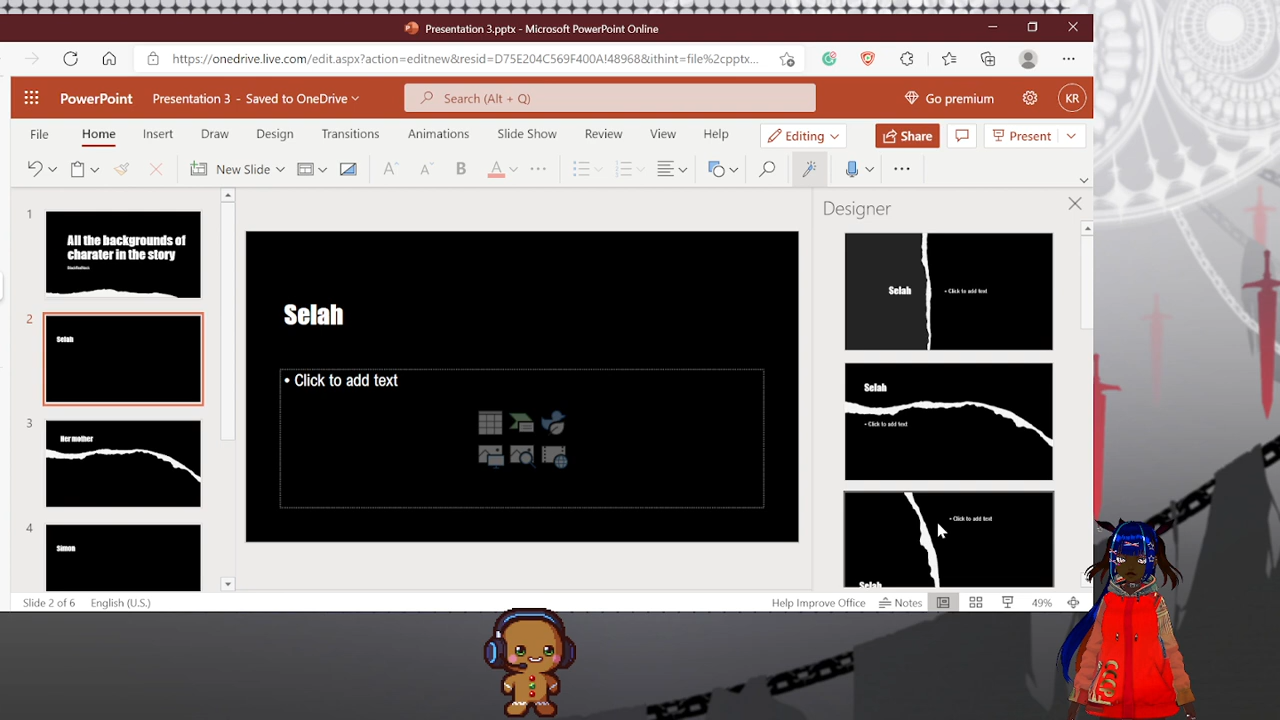 Presentation 3.pptx - Microsoft PowerPoint Online
https://onedrive.live.com/edit.aspx?action=editnew&resid=D75E204C569F400A!48968&ithint=file%2cpptx...
PowerPoint
Presentation 3 - Saved to OneDrive
Search (Alt + Q)
Go premium
KR
File Home Insert Draw Design Transitions Animations Slide Show Review View Help
Editing
Share
Present
New Slide
A A B A
1
All the backgrounds of
charater in the story
2
Selah
3
Her mother
4
Simon
Selah
• Click to add text
Designer
Selah
• Click to add text
Selah
• Click to add text
• Click to add text
Selah
Slide 2 of 6
English (U.S.)
Help Improve Office
Notes
49%